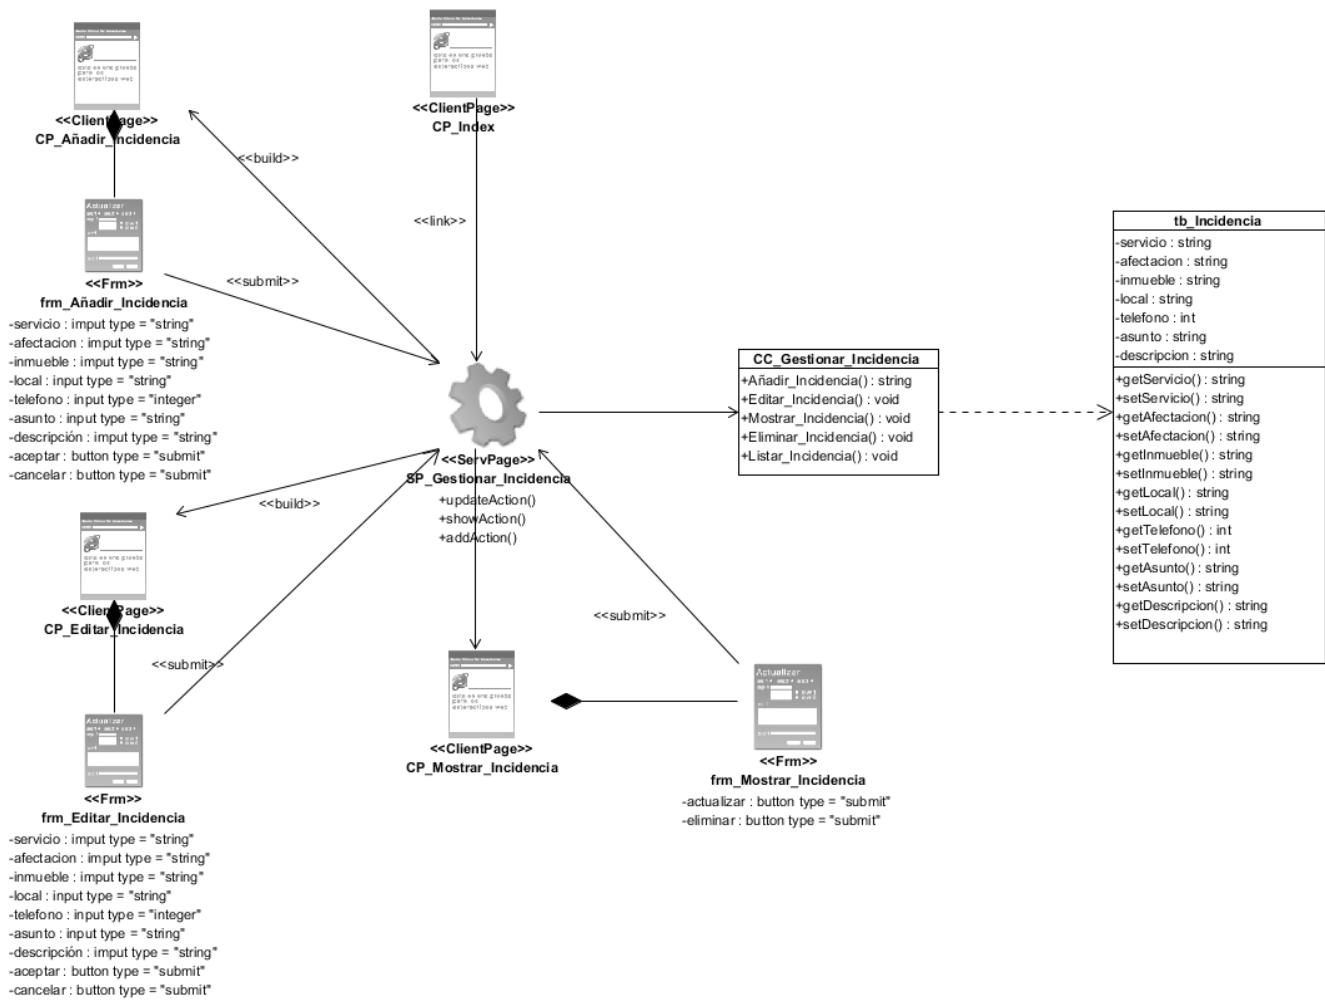 <<ClientPage>>
CP_Añadir_Incidencia
<<ClientPage>>
CP_Index
<<build>>
<<link>>
<<submit>>
Actualizar
<<Frm>>
frm_Añadir_Incidencia
-servicio : imput type = "string"
-afectacion : imput type = "string"
-inmueble : imput type = "string"
-local : input type = "string"
-telefono : input type = "integer"
-asunto : input type = "string"
-descripción : imput type = "string"
-aceptar : button type = "submit"
-cancelar : button type = "submit"
<<ServPage>>
SP_Gestionar_Incidencia
+updateAction()
+showAction()
+addAction()
CC_Gestionar_Incidencia
+Añadir_Incidencia() : string
+Editar_Incidencia() : void
+Mostrar_Incidencia() : void
+Eliminar_Incidencia() : void
+Listar_Incidencia() : void
tb_Incidencia
-servicio : string
-afectacion : string
-inmueble : string
-local : string
-telefono : int
-asunto : string
-descripcion : string
+getServicio() : string
+setServicio() : string
+getAfectacion() : string
+setAfectacion() : string
+getInmueble() : string
+setInmueble() : string
+getLocal() : string
+setLocal() : string
+getTelefono() : int
+setTelefono() : int
+getAsunto() : string
+setAsunto() : string
+getDescripcion() : string
+setDescripcion() : string
<<build>>
<<ClientPage>>
CP_Editar_Incidencia
<<submit>>
<<submit>>
Actualizar
<<Frm>>
frm_Editar_Incidencia
-servicio : imput type = "string"
-afectacion : imput type = "string"
-inmueble : imput type = "string"
-local : input type = "string"
-telefono : input type = "integer"
-asunto : input type = "string"
-descripción : imput type = "string"
-aceptar : button type = "submit"
-cancelar : button type = "submit"
<<ClientPage>>
CP_Mostrar_Incidencia
Actualizar
<<Frm>>
frm_Mostrar_Incidencia
-actualizar : button type = "submit"
-eliminar : button type = "submit"